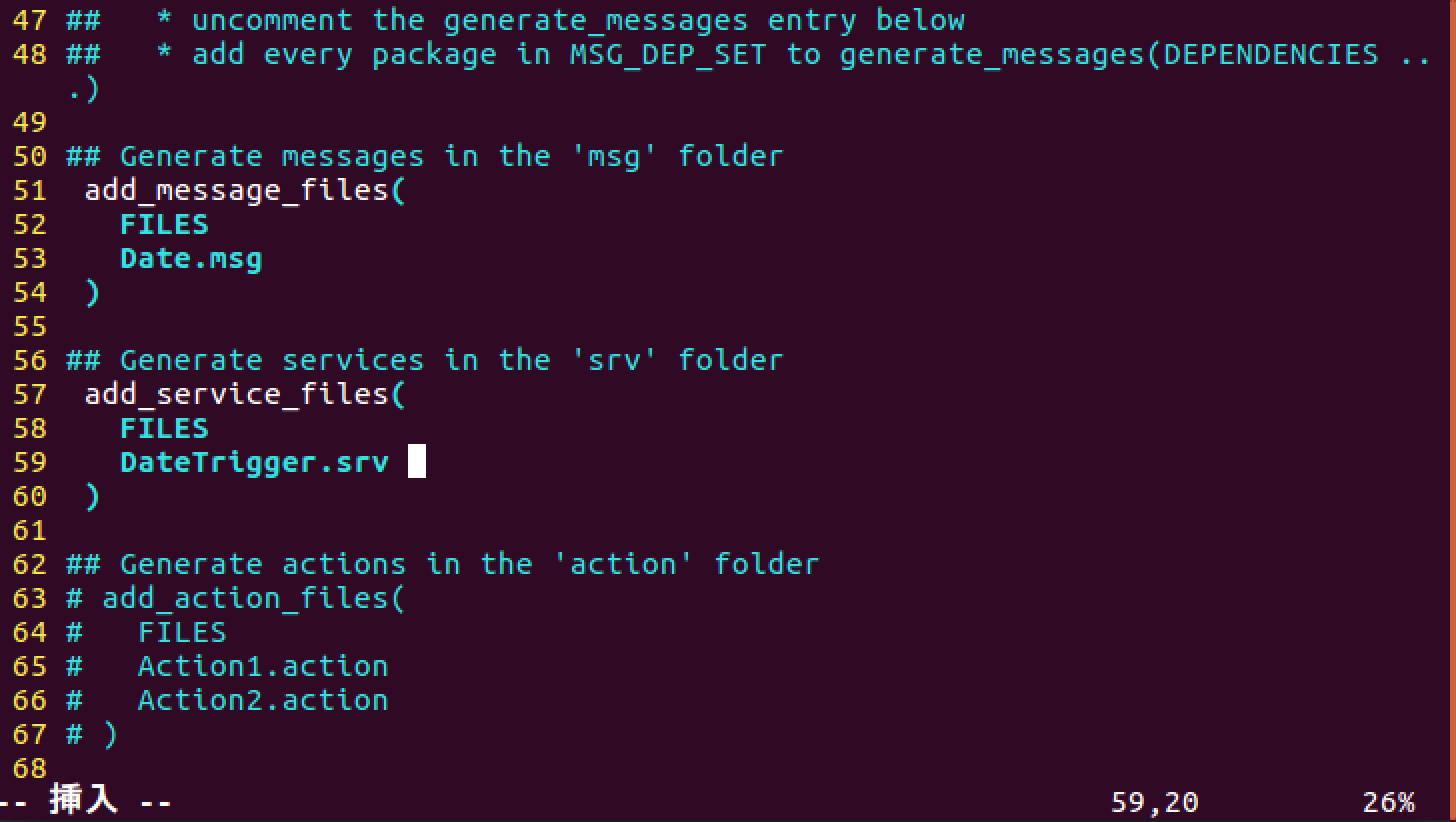 47 ##   * uncomment the generate_messages entry below
48 ##   * add every package in MSG_DEP_SET to generate_messages(DEPENDENCIES ..
   .)
49
50 ## Generate messages in the 'msg' folder
51  add_message_files(
52    FILES
53    Date.msg
54  )
55
56 ## Generate services in the 'srv' folder
57  add_service_files(
58    FILES
59    DateTrigger.srv
60  )
61
62 ## Generate actions in the 'action' folder
63 # add_action_files(
64 #   FILES
65 #   Action1.action
66 #   Action2.action
67 # )
68
-- 插入 -- 59,20 26%